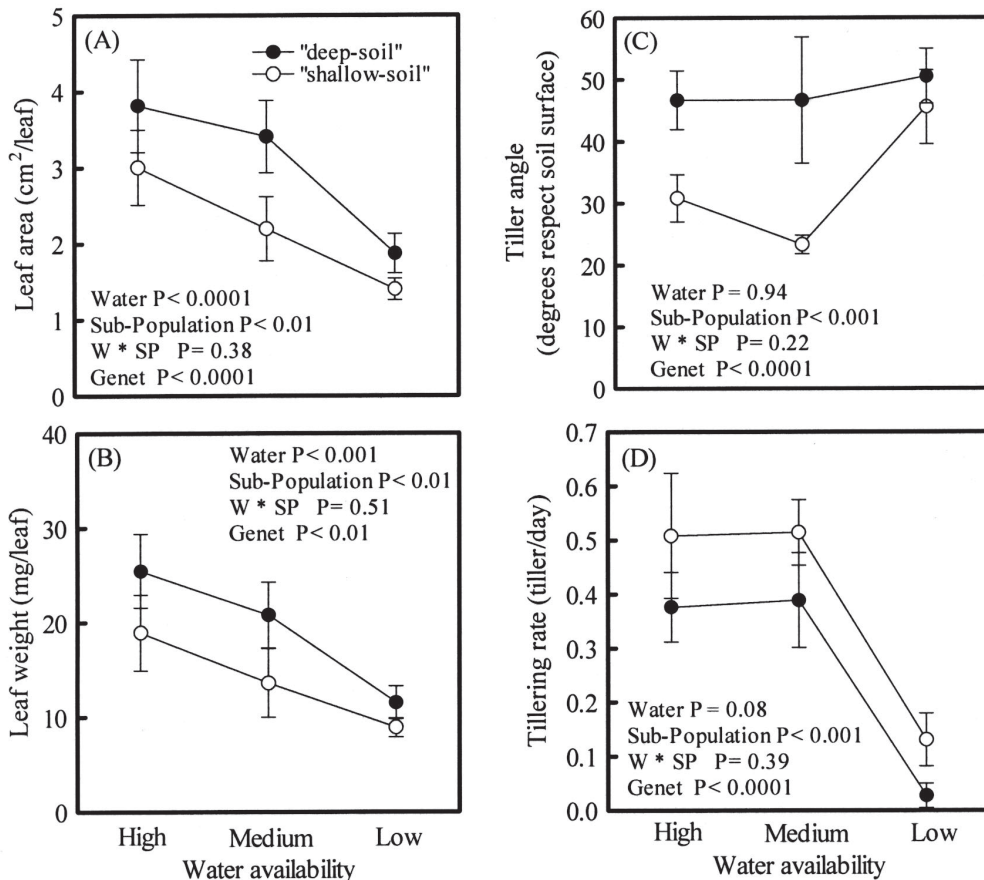 (A)
"deep-soil"
"shallow-soil"
5
4
3
2
1
0
Leaf area (cm²/leaf)
Water P< 0.0001
Sub-Population P< 0.01
W * SP P= 0.38
Genet P< 0.0001
(B)
40
30
20
10
0
Leaf weight (mg/leaf)
Water P< 0.001
Sub-Population P< 0.01
W * SP P= 0.51
Genet P< 0.01
High Medium Low
Water availability
(C)
60
50
40
30
20
10
0
Tiller angle
(degrees respect soil surface)
Water P = 0.94
Sub-Population P< 0.001
W * SP P= 0.22
Genet P< 0.0001
(D)
0.7
0.6
0.5
0.4
0.3
0.2
0.1
0.0
Tillering rate (tiller/day)
Water P = 0.08
Sub-Population P< 0.001
W * SP P= 0.39
Genet P< 0.0001
High Medium Low
Water availability